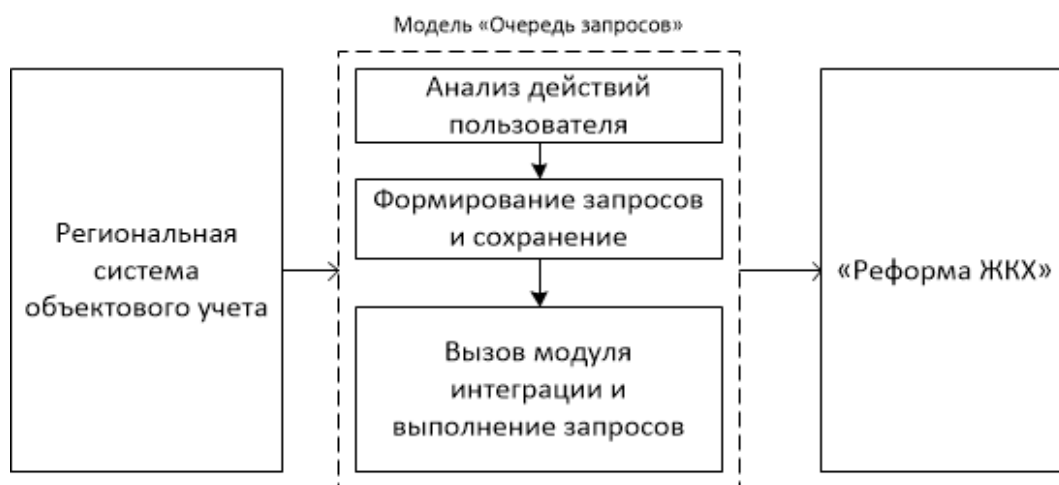 Модель «Очередь запросов»
Региональная
система
объектового учета
Анализ действий
пользователя
Формирование запросов
и сохранение
Вызов модуля
интеграции и
выполнение запросов
«Реформа ЖКХ»